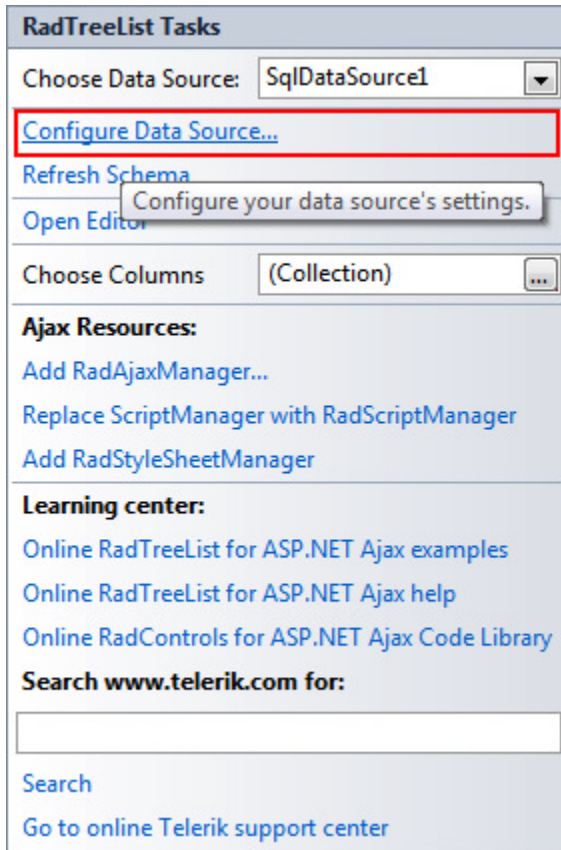 RadTreeList Tasks
Choose Data Source: SqlDataSource1
Configure Data Source...
Refresh Schema
Configure your data source's settings.
Open Editor
Choose Columns (Collection) ...
Ajax Resources:
Add RadAjaxManager...
Replace ScriptManager with RadScriptManager
Add RadStyleSheetManager
Learning center:
Online RadTreeList for ASP.NET Ajax examples
Online RadTreeList for ASP.NET Ajax help
Online RadControls for ASP.NET Ajax Code Library
Search www.telerik.com for:
Search
Go to online Telerik support center